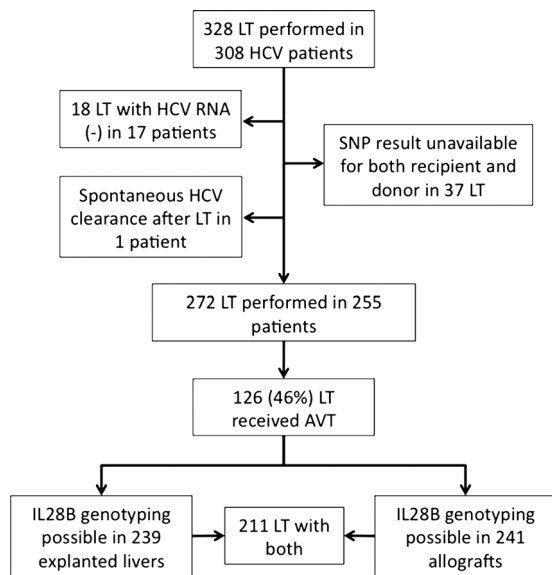 328 LT performed in
308 HCV patients
18 LT with HCV RNA
(-) in 17 patients
SNP result unavailable
for both recipient and
donor in 37 LT
Spontaneous HCV
clearance after LT in
1 patient
272 LT performed in 255
patients
126 (46%) LT
received AVT
IL28B genotyping
possible in 239
explanted livers
211 LT with
both
IL28B genotyping
possible in 241
allografts